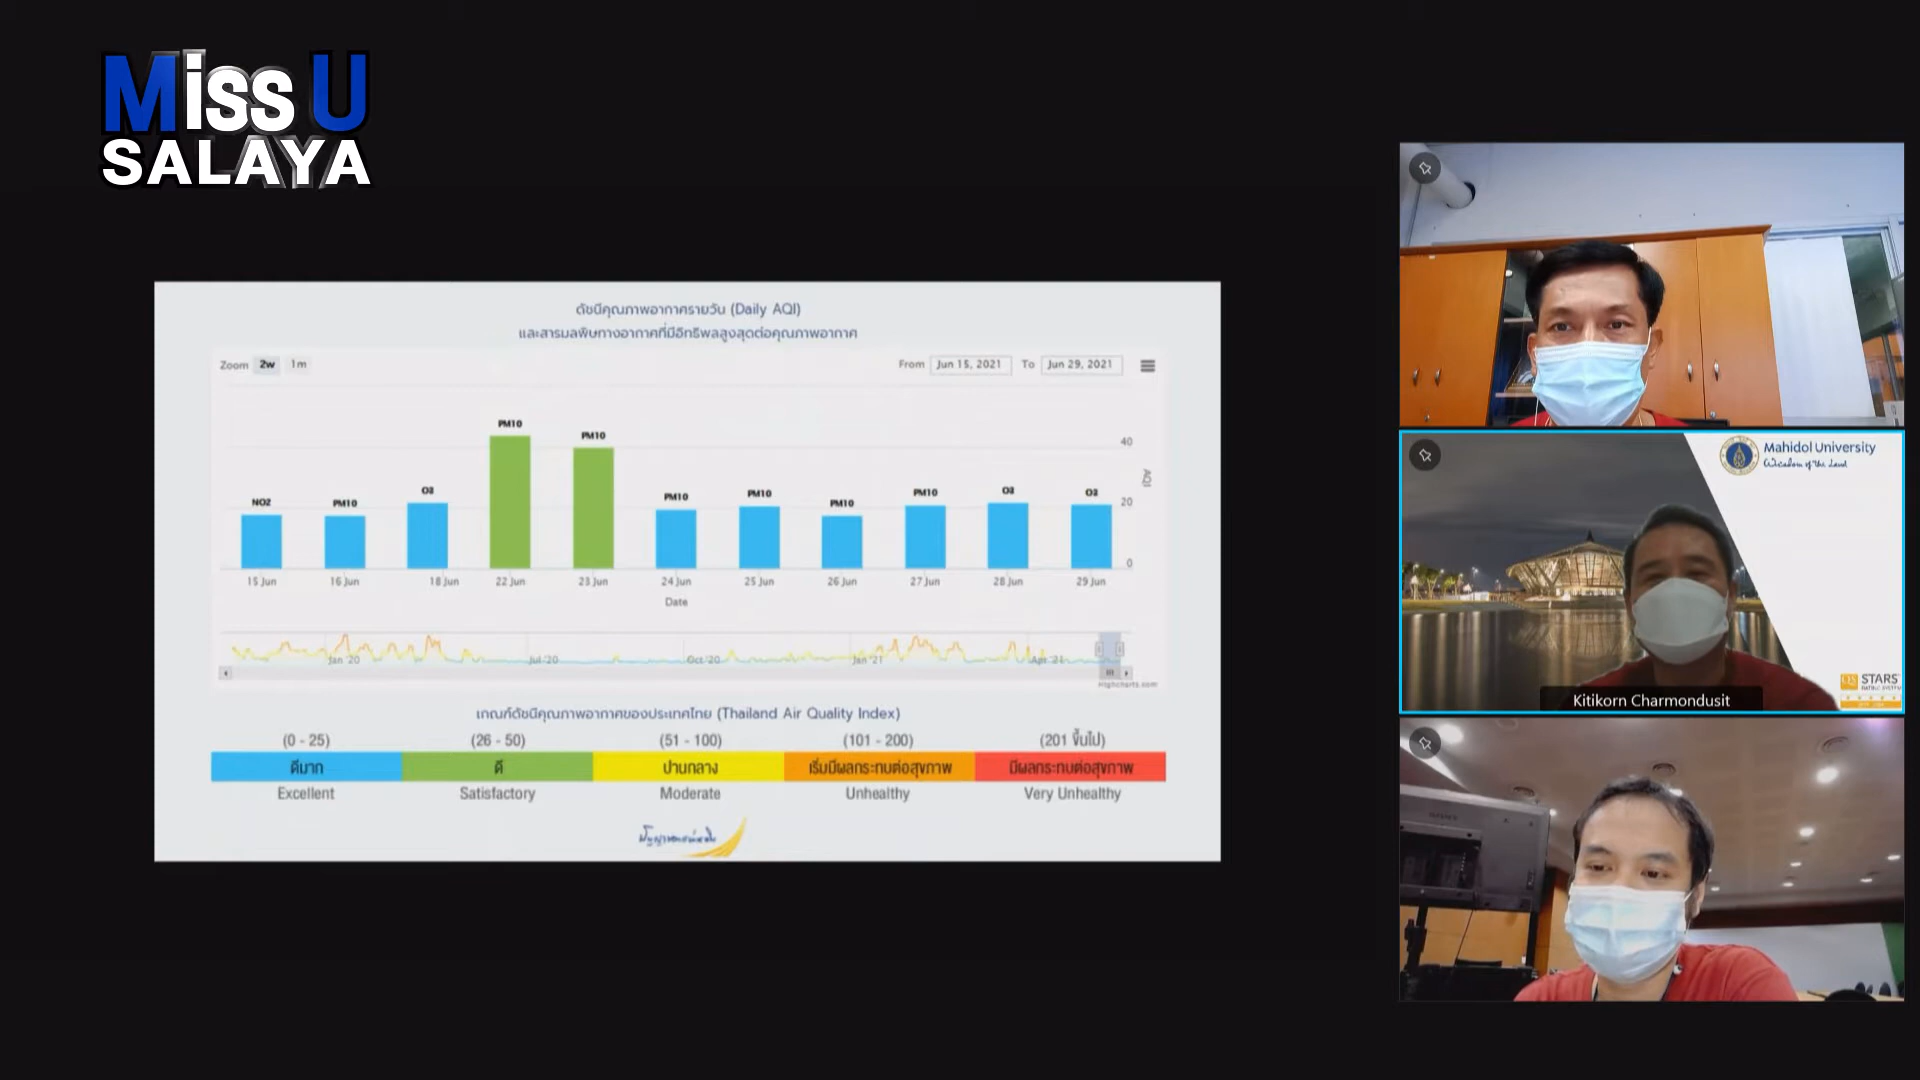 Miss U
SALAYA
ดัชนีคุณภาพอากาศรายวัน (Daily AQI)
และสารมลพิษทางอากาศที่มีอิทธิพลสูงสุดต่อคุณภาพอากาศ
Zoom 2w 1m
From Jun 15, 2021 To Jun 29, 2021
PM10
PM10
40
NO2 PM10 O3 PM10 PM10 PM10 PM10 O3 O3
AQI
20
0
15 Jun 16 Jun 18 Jun 22 Jun 23 Jun 24 Jun 25 Jun 26 Jun 27 Jun 28 Jun 29 Jun
Date
Jan '20 Jul '20 Oct '20 Jan '21 Apr '21
Highcharts.com
เกณฑ์ดัชนีคุณภาพอากาศของประเทศไทย (Thailand Air Quality Index)
(0 - 25) (26 - 50) (51 - 100) (101 - 200) (201 ขึ้นไป)
ดีมาก ดี ปานกลาง เริ่มมีผลกระทบต่อสุขภาพ มีผลกระทบต่อสุขภาพ
Excellent Satisfactory Moderate Unhealthy Very Unhealthy
Mahidol University
Wisdom of the Land
QS STARS
RATING SYSTEM
Kitikorn Charmondusit
SONY